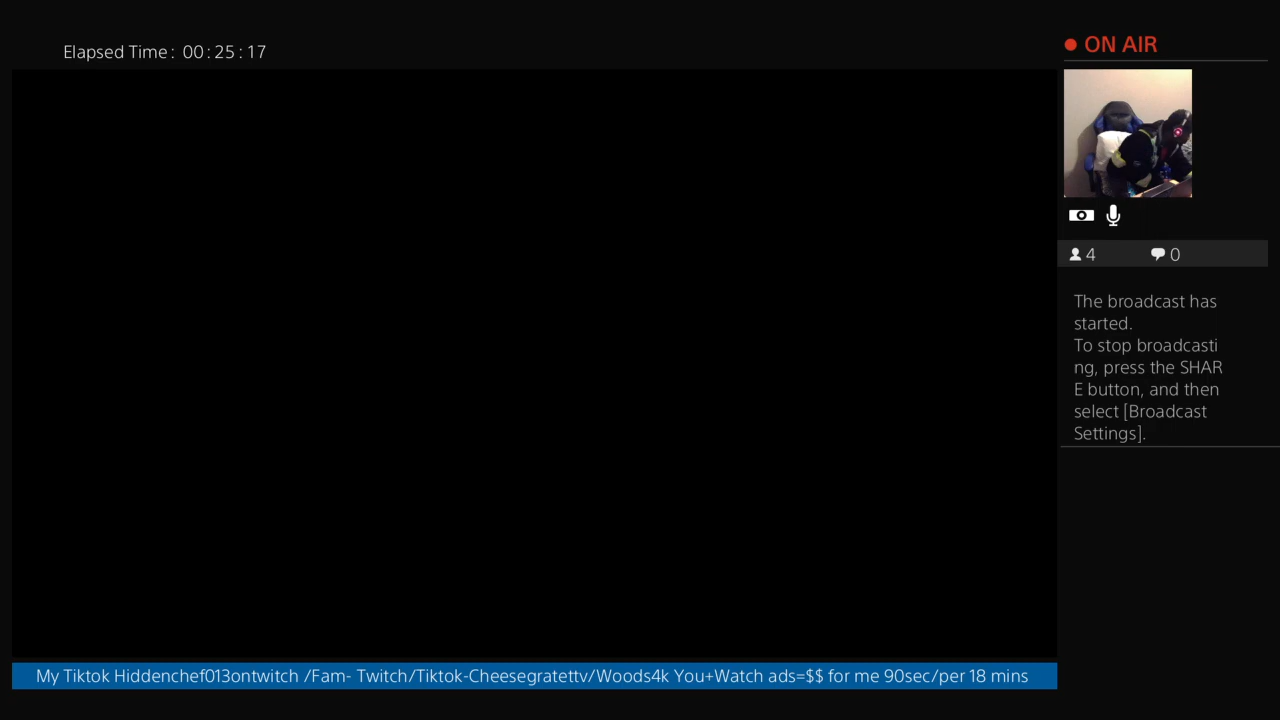 Elapsed Time: 00:25:17
ON AIR
4 0
The broadcast has
started.
To stop broadcasti
ng, press the SHAR
E button, and then
select [Broadcast
Settings].
My Tiktok Hiddenchef013ontwitch /Fam- Twitch/Tiktok-Cheesegratettv/Woods4k You+Watch ads=$$ for me 90sec/per 18 mins